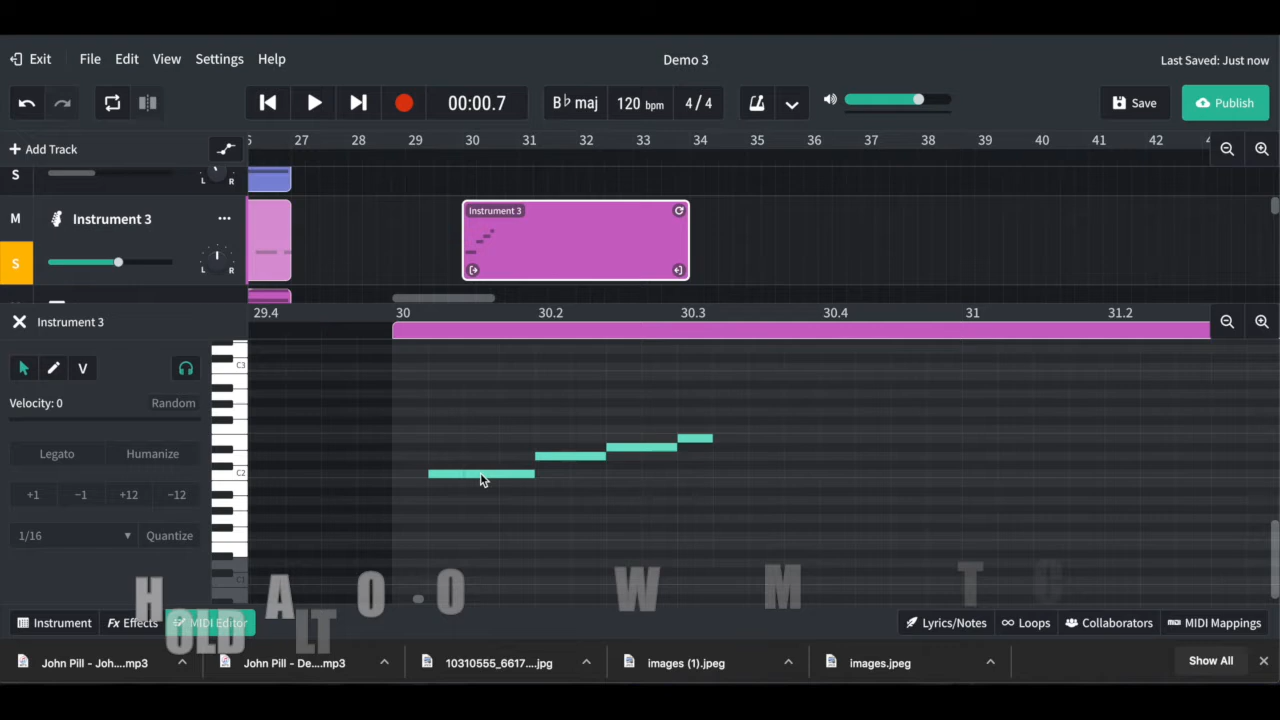 Exit File Edit View Settings Help Demo 3 Last Saved: Just now
00:00.7 B♭ maj 120 bpm 4 / 4 Save Publish
+ Add Track 27 28 29 30 31 32 33 34 35 36 37 38 39 40 41 42
S L R
M Instrument 3 ... Instrument 3
S L R
Instrument 3 29.4 30 30.2 30.3 30.4 31 31.2
V C3
Velocity: 0 Random
Legato Humanize C2
+1 −1 +12 −12
1/16 Quantize
C1
H A O - O W M T C
OLD LT
Instrument Fx Effects MIDI Editor Lyrics/Notes Loops Collaborators MIDI Mappings
John Pill - Joh....mp3 John Pill - De....mp3 10310555_6617....jpg images (1).jpeg images.jpeg Show All